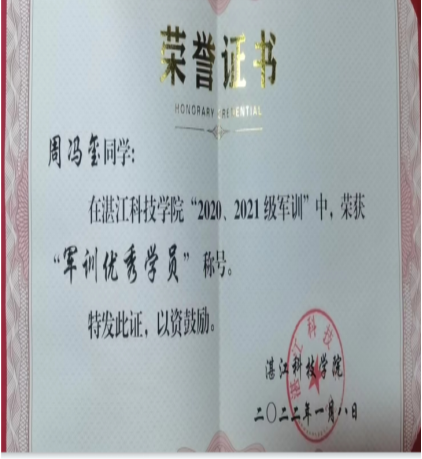 荣誉证书
HONORARY CREDENTIAL
周冯玺同学:
在湛江科技学院“2020、2021级军训”中,荣获
“军训优秀学员”称号。
特发此证,以资鼓励。
湛江科技学院
二〇二二年一月八日